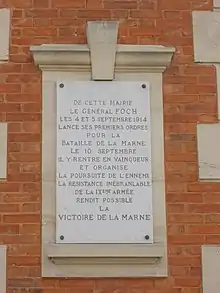 DE CETTE MAIRIE
LE GÉNÉRAL FOCH
LES 4 ET 5 SEPTEMBRE 1914
LANCE SES PREMIERS ORDRES
POUR LA
BATAILLE DE LA MARNE
LE 10 SEPTEMBRE
IL Y RENTRE EN VAINQUEUR
ET ORGANISE
LA POURSUITE DE L'ENNEMI
LA RÉSISTANCE INÉBRANLABLE
DE LA IXÈME ARMÉE
RENDIT POSSIBLE
LA
VICTOIRE DE LA MARNE